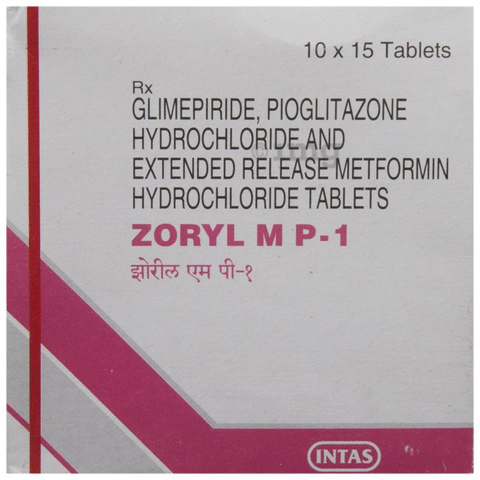 10 x 15 Tablets
Rx
GLIMEPIRIDE, PIOGLITAZONE
HYDROCHLORIDE AND
EXTENDED RELEASE METFORMIN
HYDROCHLORIDE TABLETS
ZORYL M P-1
झोरील एम पी-१
INTAS